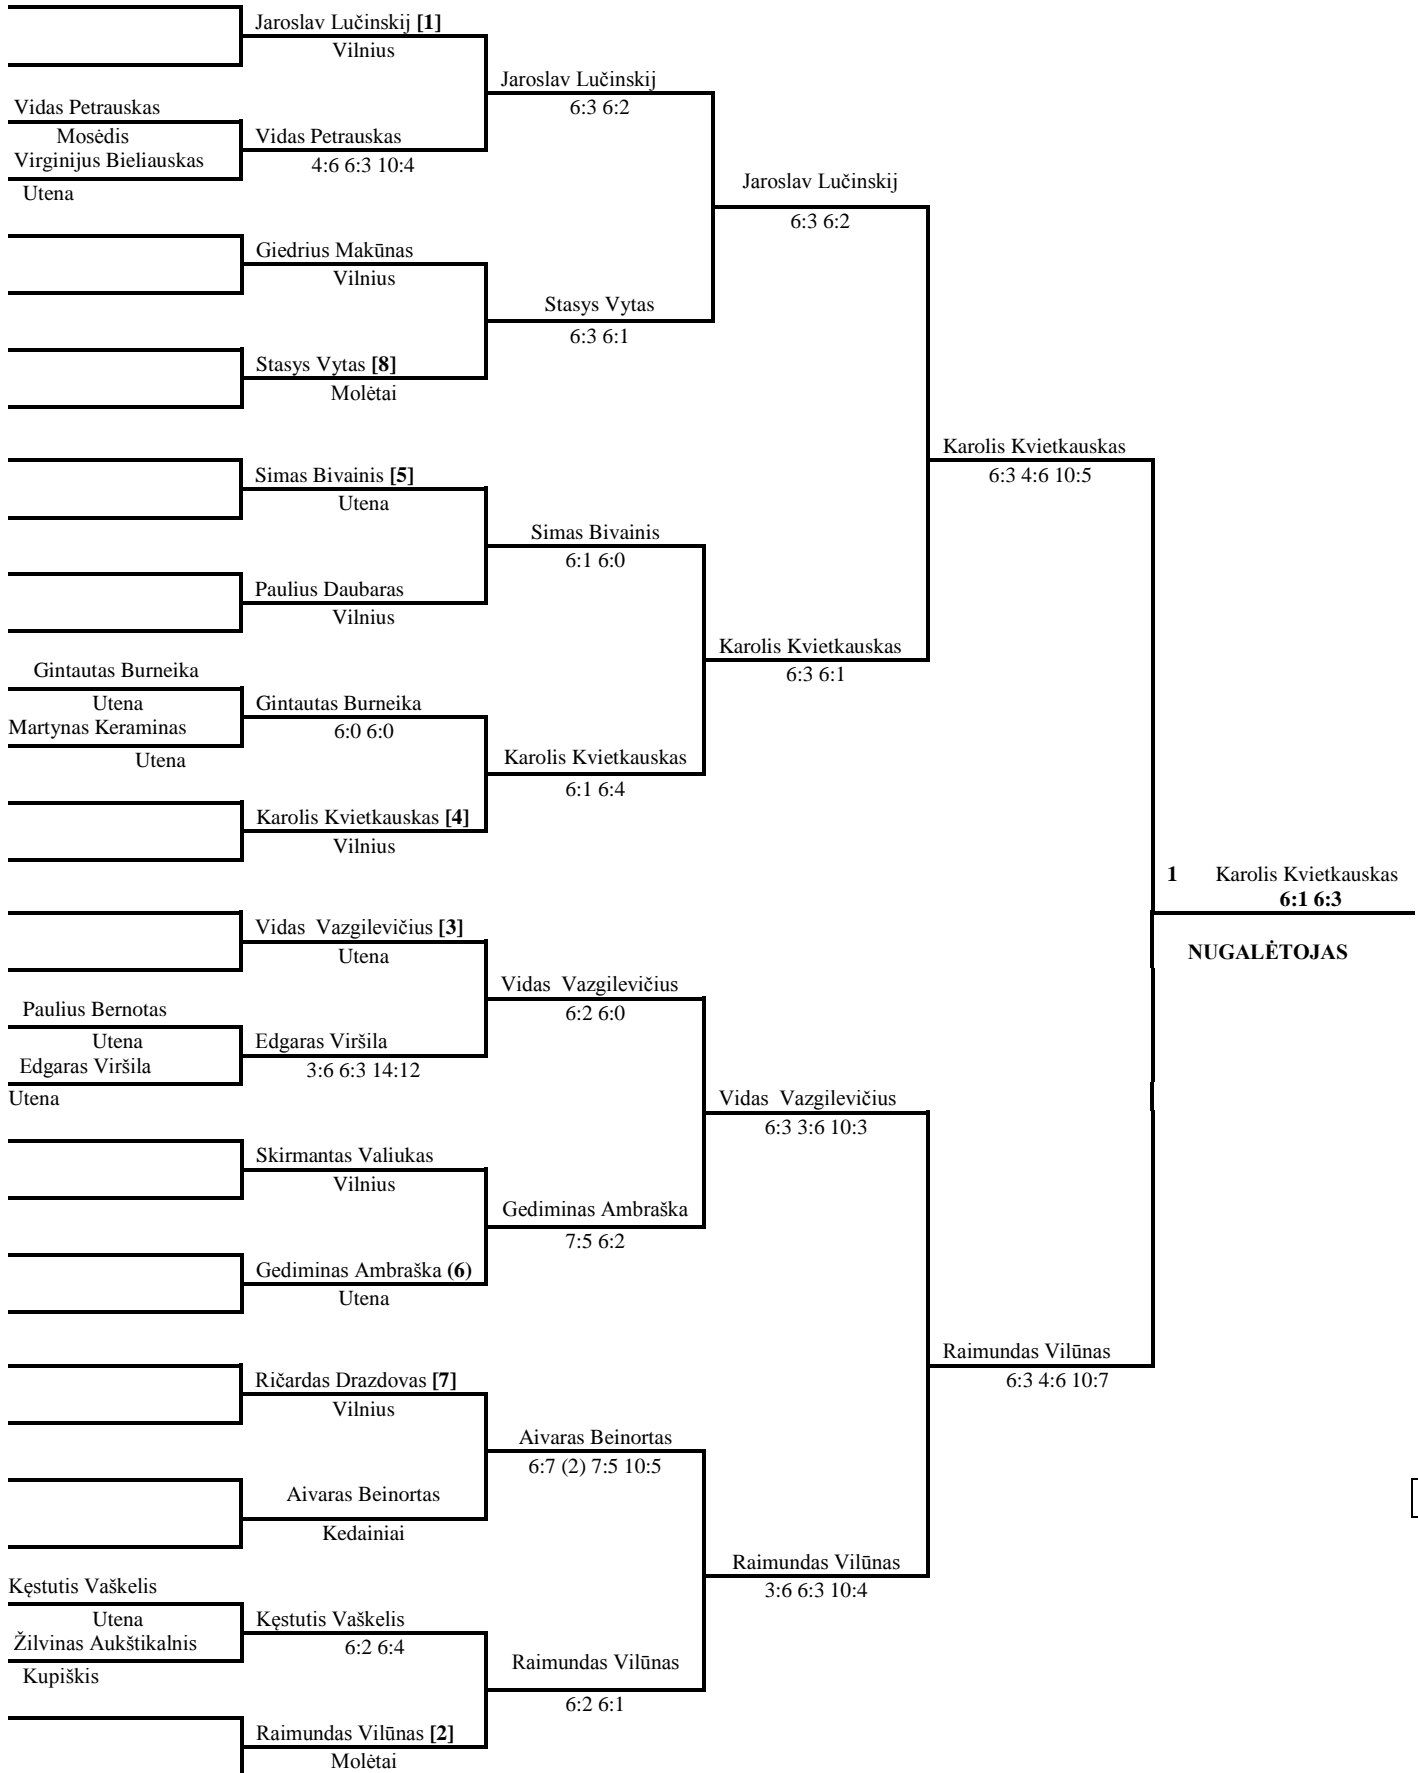 Jaroslav Lučinskij [1]
Vilnius
Jaroslav Lučinskij
6:3 6:2
Vidas Petrauskas
Mosėdis
Virginijus Bieliauskas
Utena
Vidas Petrauskas
4:6 6:3 10:4
Jaroslav Lučinskij
6:3 6:2
Giedrius Makūnas
Vilnius
Stasys Vytas
6:3 6:1
Stasys Vytas [8]
Molėtai
Karolis Kvietkauskas
6:3 4:6 10:5
Simas Bivainis [5]
Utena
Simas Bivainis
6:1 6:0
Paulius Daubaras
Vilnius
Karolis Kvietkauskas
6:3 6:1
Gintautas Burneika
Utena
Martynas Keraminas
Utena
Gintautas Burneika
6:0 6:0
Karolis Kvietkauskas
6:1 6:4
Karolis Kvietkauskas [4]
Vilnius
1 Karolis Kvietkauskas
6:1 6:3
NUGALĖTOJAS
Vidas Vazgilevičius [3]
Utena
Vidas Vazgilevičius
6:2 6:0
Paulius Bernotas
Utena
Edgaras Viršila
Utena
Edgaras Viršila
3:6 6:3 14:12
Vidas Vazgilevičius
6:3 3:6 10:3
Skirmantas Valiukas
Vilnius
Gediminas Ambraška
7:5 6:2
Gediminas Ambraška (6)
Utena
Raimundas Vilūnas
6:3 4:6 10:7
Ričardas Drazdovas [7]
Vilnius
Aivaras Beinortas
6:7 (2) 7:5 10:5
Aivaras Beinortas
Kedainiai
Raimundas Vilūnas
3:6 6:3 10:4
Kęstutis Vaškelis
Utena
Žilvinas Aukštikalnis
Kupiškis
Kęstutis Vaškelis
6:2 6:4
Raimundas Vilūnas
6:2 6:1
Raimundas Vilūnas [2]
Molėtai